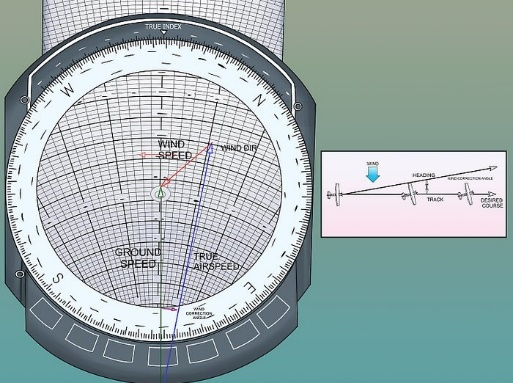 TRUE INDEX
W
N
WIND
SPEED
WIND DIR
GROUND
SPEED
TRUE
AIRSPEED
S
E
WIND
CORRECTION
ANGLE
WIND
HEADING
WIND CORRECTION ANGLE
TRACK
DESIRED
COURSE